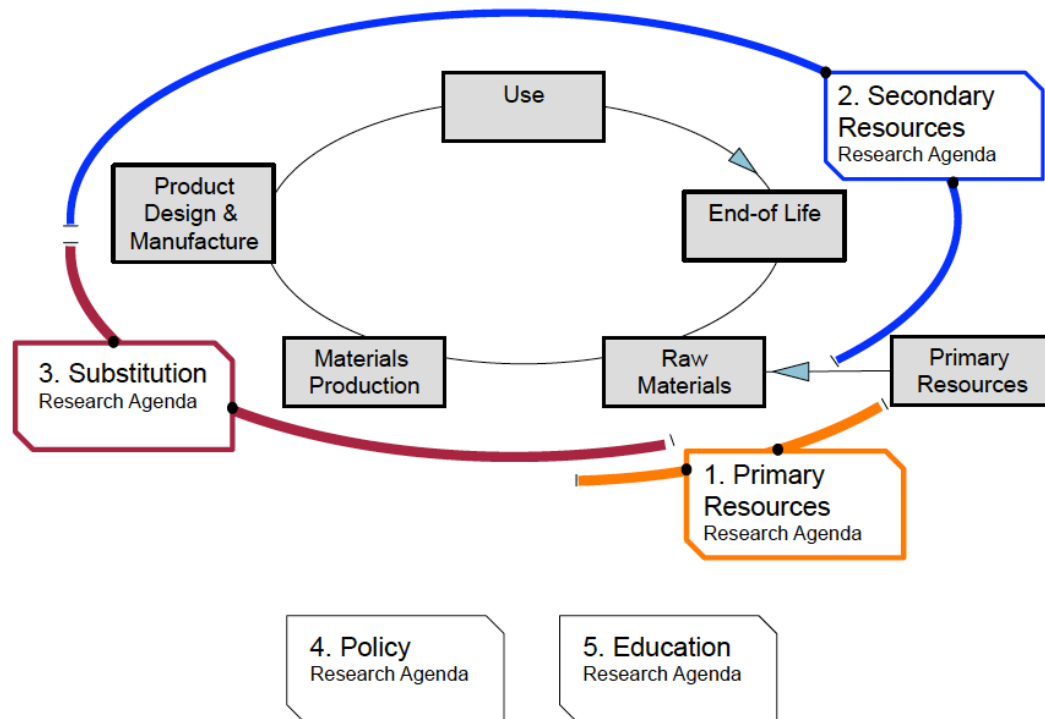 Use
2. Secondary
Resources
Research Agenda
Product
Design &
Manufacture
End-of Life
3. Substitution
Research Agenda
Materials
Production
Raw
Materials
Primary
Resources
1. Primary
Resources
Research Agenda
4. Policy
Research Agenda
5. Education
Research Agenda